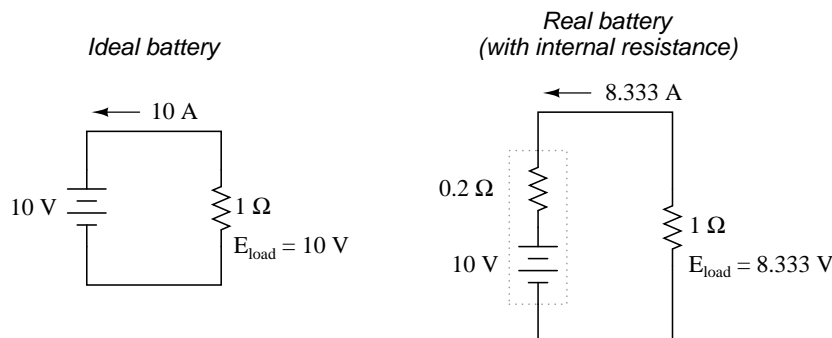 Ideal battery
10 A
10 V
1 Ω
E_load = 10 V
Real battery
(with internal resistance)
8.333 A
0.2 Ω
10 V
1 Ω
E_load = 8.333 V